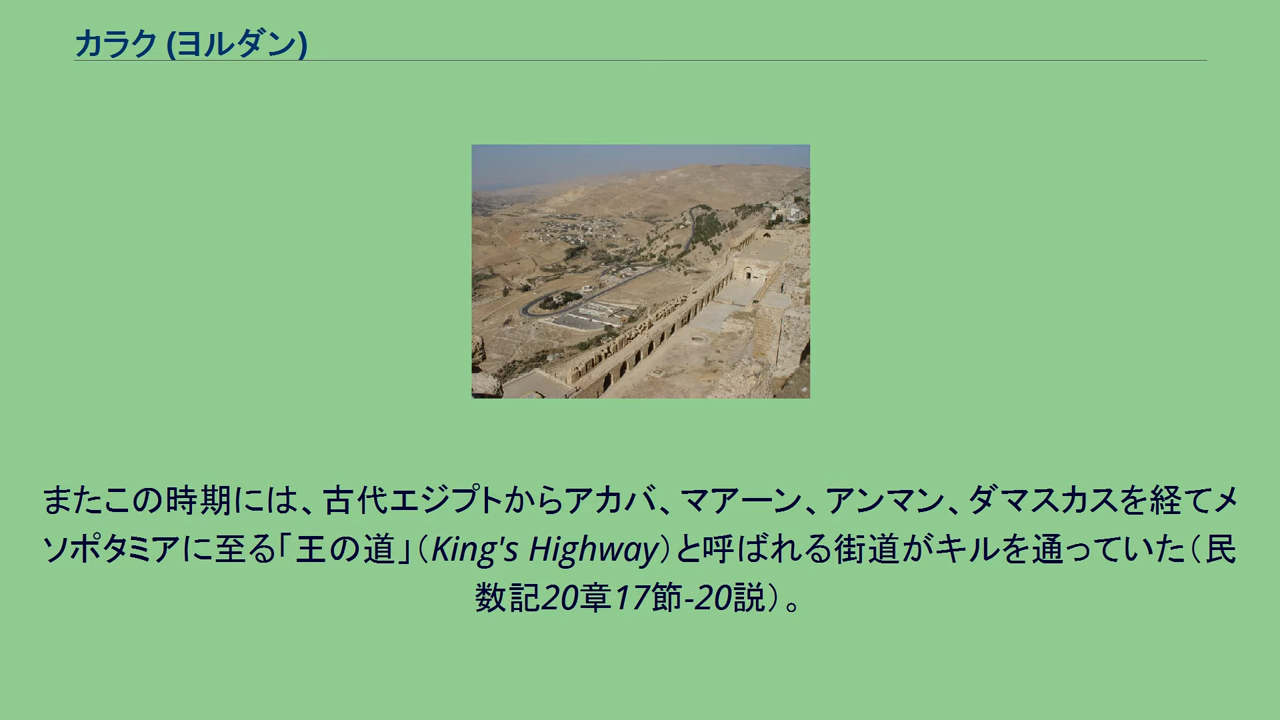 カラク (ヨルダン)
またこの時期には、古代エジプトからアカバ、マアーン、アンマン、ダマスカスを経てメ
ソポタミアに至る「王の道」（King's Highway）と呼ばれる街道がキルを通っていた（民
数記20章17節-20説）。